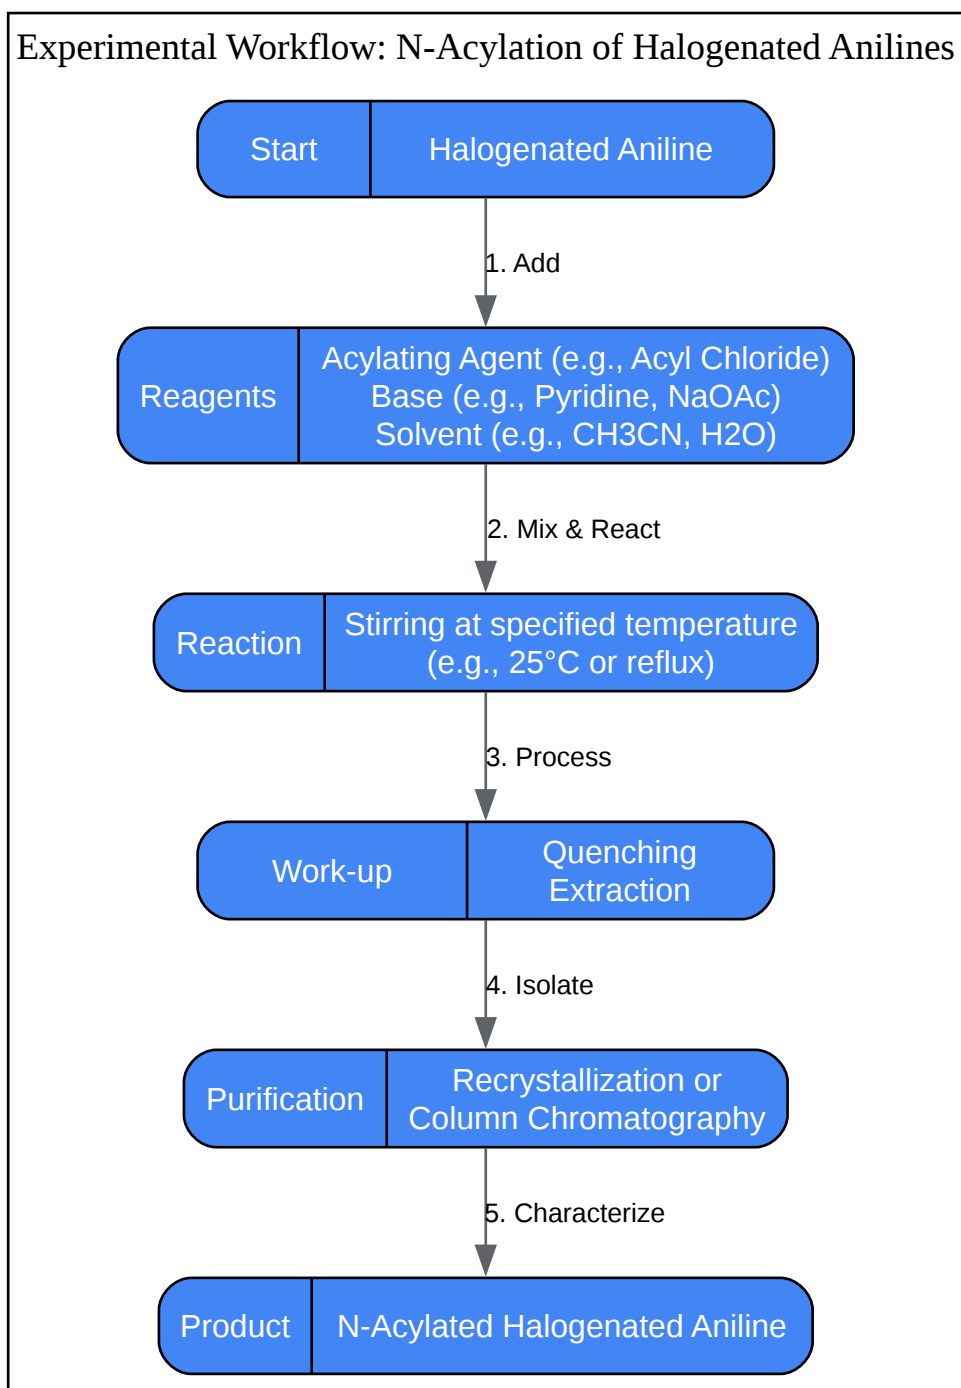 Experimental Workflow: N-Acylation of Halogenated Anilines
Start
Halogenated Aniline
1. Add
Reagents
Acylating Agent (e.g., Acyl Chloride)
Base (e.g., Pyridine, NaOAc)
Solvent (e.g., CH3CN, H2O)
2. Mix & React
Reaction
Stirring at specified temperature
(e.g., 25°C or reflux)
3. Process
Work-up
Quenching
Extraction
4. Isolate
Purification
Recrystallization or
Column Chromatography
5. Characterize
Product
N-Acylated Halogenated Aniline